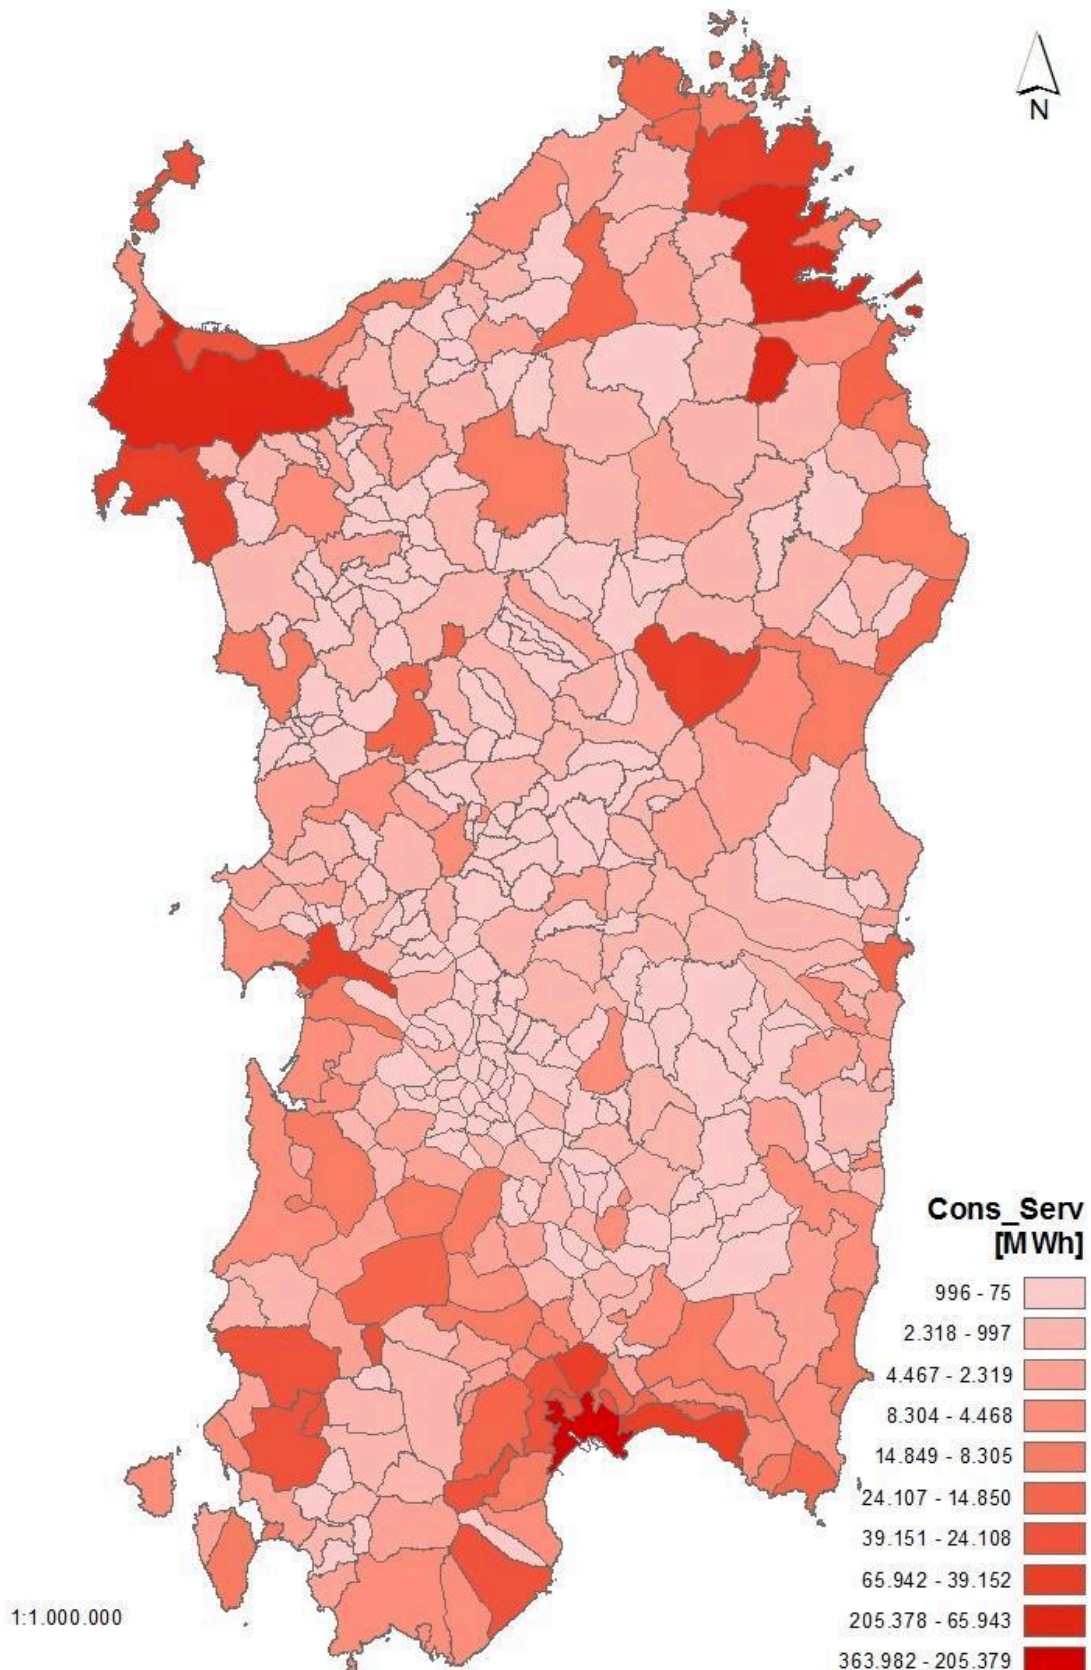 N
Cons_Serv
[MWh]
996 - 75
2.318 - 997
4.467 - 2.319
8.304 - 4.468
14.849 - 8.305
24.107 - 14.850
39.151 - 24.108
65.942 - 39.152
205.378 - 65.943
363.982 - 205.379
1:1.000.000